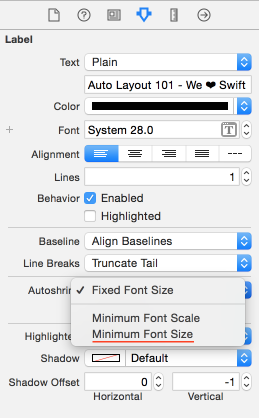 Label
Text Plain
Auto Layout 101 - We ❤ Swift
Color
Font System 28.0 T
Alignment
Lines 1
Behavior Enabled
Highlighted
Baseline Align Baselines
Line Breaks Truncate Tail
Autoshrink ✓ Fixed Font Size
Minimum Font Scale
Minimum Font Size
Highlighted
Shadow Default
Shadow Offset 0 -1
Horizontal Vertical